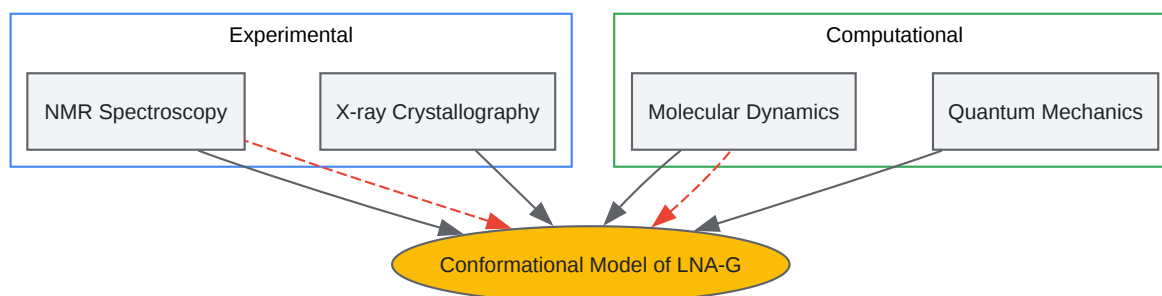 Experimental
Computational
NMR Spectroscopy
X-ray Crystallography
Molecular Dynamics
Quantum Mechanics
Conformational Model of LNA-G